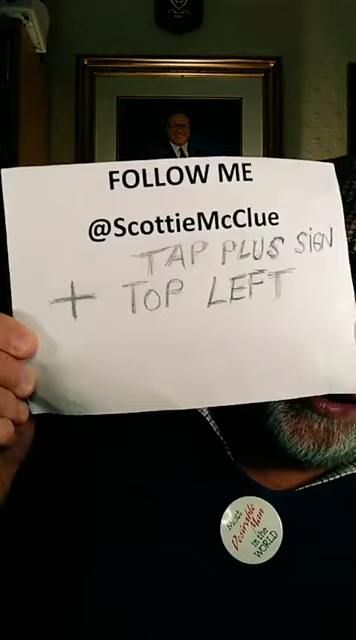 FOLLOW ME
@ScottieMcClue
TAP PLUS SIGN
+ TOP LEFT
Most
Desirable
Man
in the
WORLD